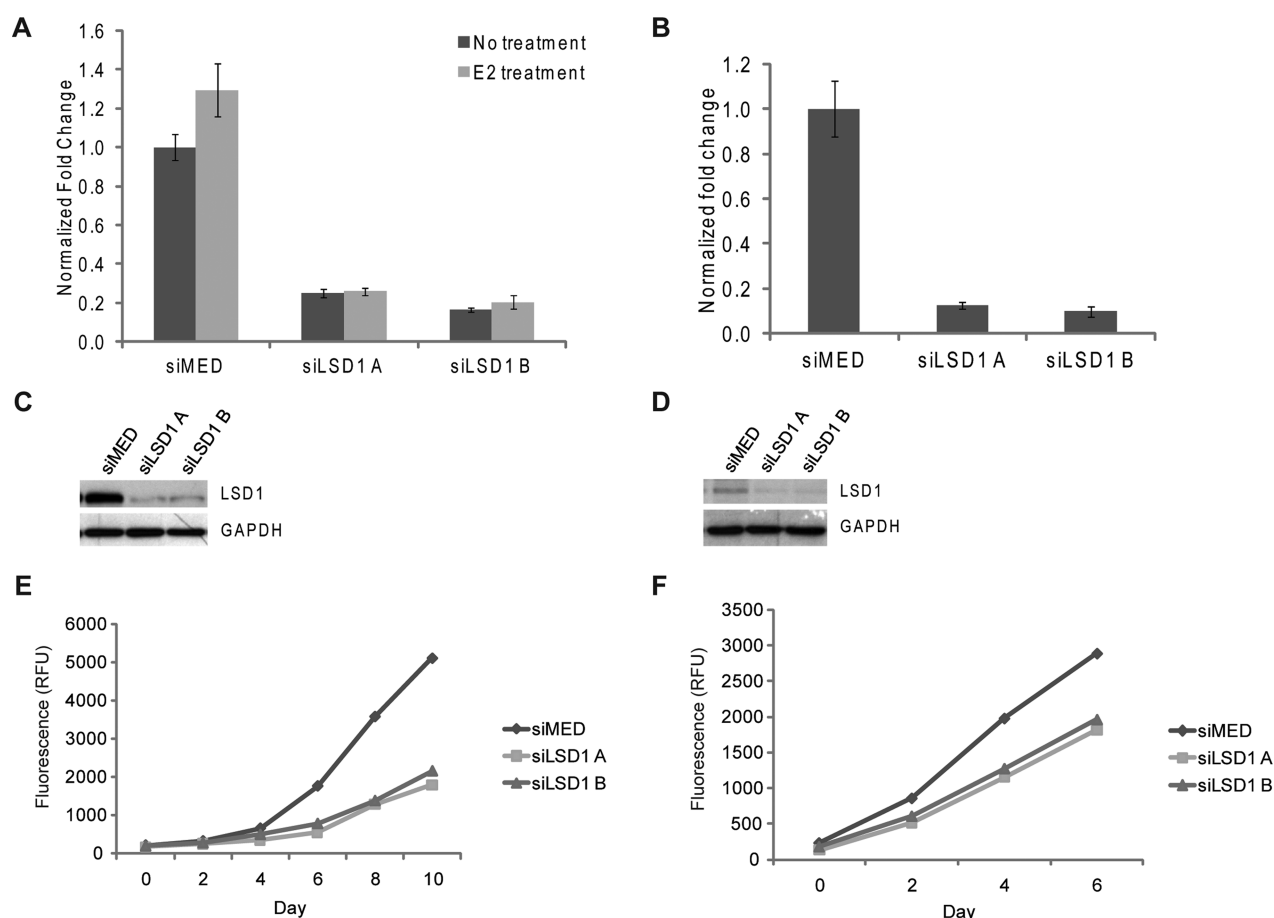 A
Normalized Fold Change
1.6
1.4
1.2
1.0
0.8
0.6
0.4
0.2
0.0
No treatment
E2 treatment
siMED
siLSD1 A
siLSD1 B
B
Normalized fold change
1.2
1.0
0.8
0.6
0.4
0.2
0.0
siMED
siLSD1 A
siLSD1 B
C
siMED
siLSD1 A
siLSD1 B
LSD1
GAPDH
D
siMED
siLSD1 A
siLSD1 B
LSD1
GAPDH
E
Fluorescence (RFU)
6000
5000
4000
3000
2000
1000
0
0 2 4 6 8 10
Day
siMED
siLSD1 A
siLSD1 B
F
Fluorescence (RFU)
3500
3000
2500
2000
1500
1000
500
0
0 2 4 6
Day
siMED
siLSD1 A
siLSD1 B